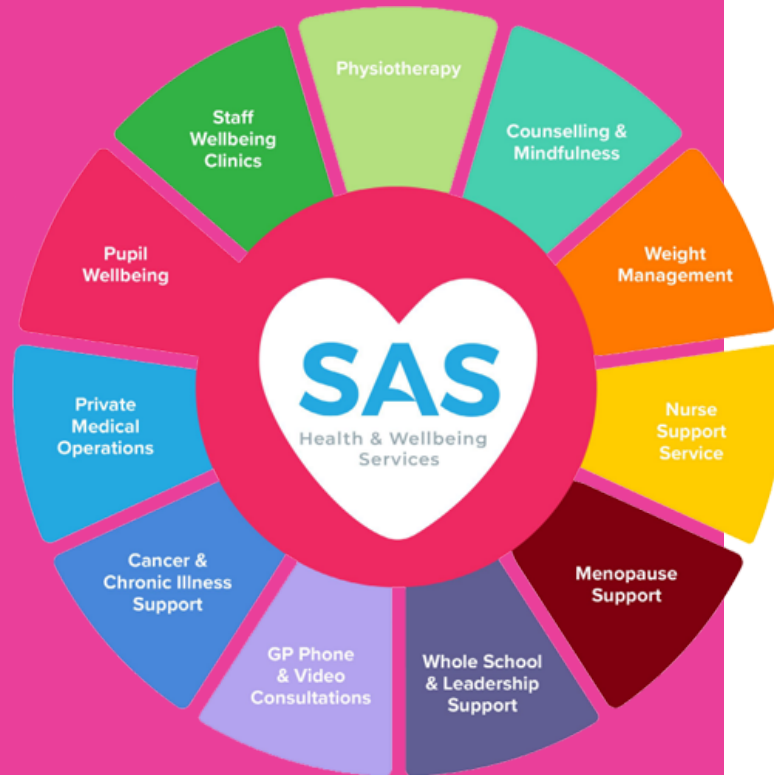 Physiotherapy
Counselling &
Mindfulness
Weight
Management
Nurse
Support
Service
Menopause
Support
Whole School
& Leadership
Support
GP Phone
& Video
Consultations
Cancer &
Chronic Illness
Support
Private
Medical
Operations
Pupil
Wellbeing
Staff
Wellbeing
Clinics
SAS
Health & Wellbeing
Services